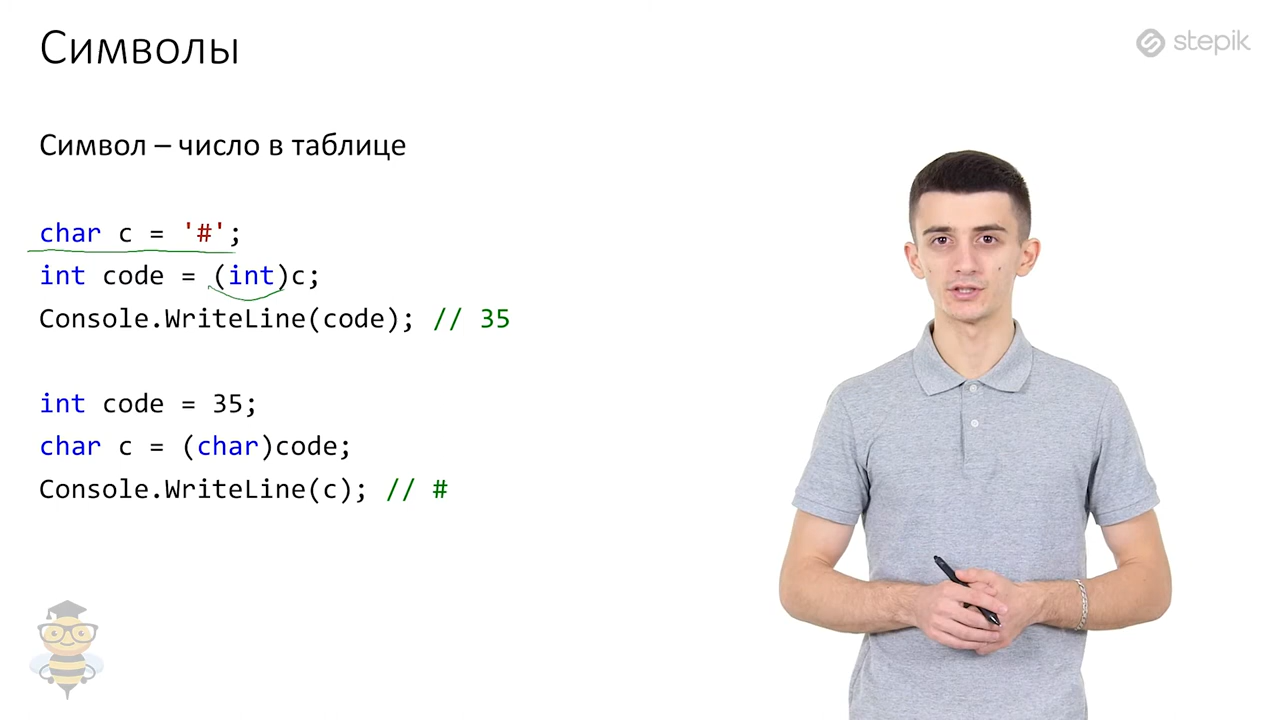 Символы
stepik
Символ – число в таблице
char c = '#';
int code = (int)c;
Console.WriteLine(code); // 35
int code = 35;
char c = (char)code;
Console.WriteLine(c); // #